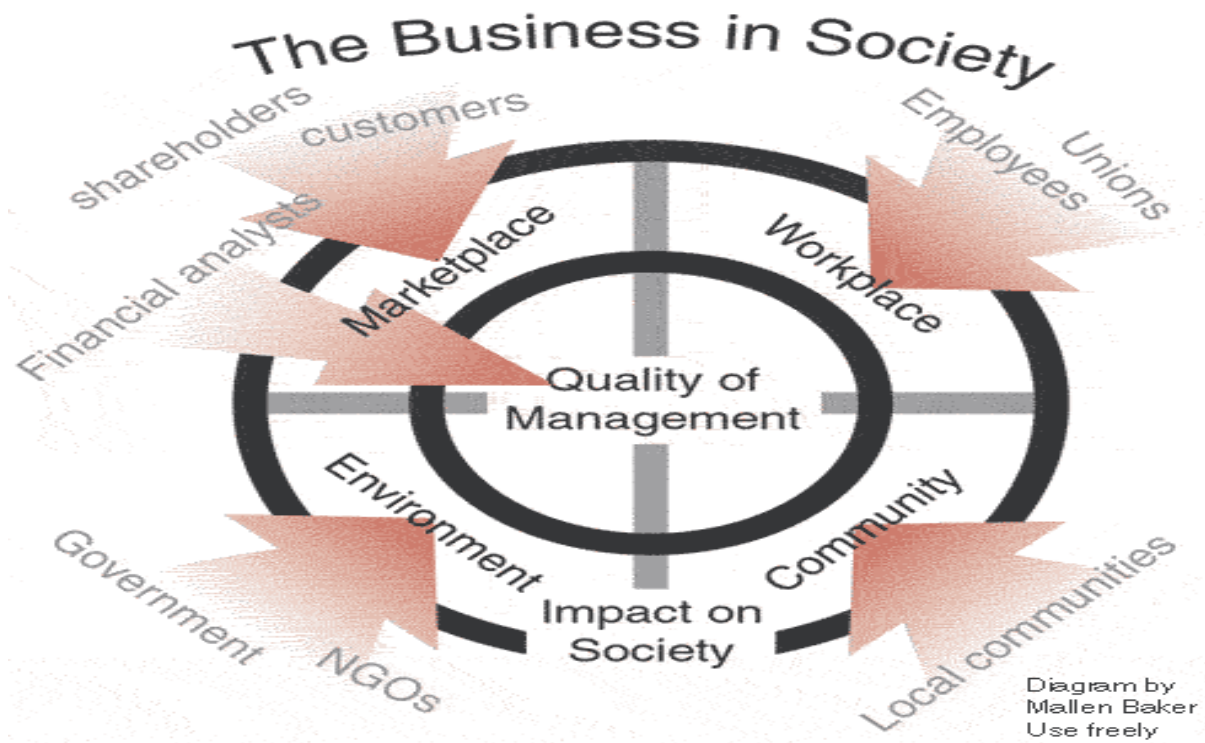 The Business in Society
shareholders
customers
Employees
Unions
Financial analysts
Marketplace
Workplace
Quality of
Management
Environment
Community
Impact on
Society
Government
NGOs
Local communities
Diagram by
Mallen Baker
Use freely